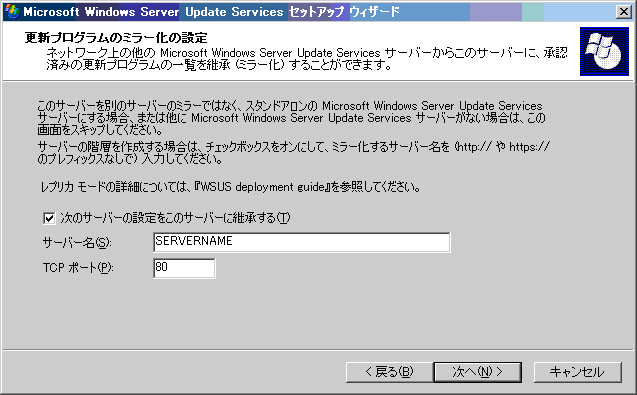 Microsoft Windows Server Update Services セットアップ ウィザード
更新プログラムのミラー化の設定
ネットワーク上の他の Microsoft Windows Server Update Services サーバーからこのサーバーに、承認
済みの更新プログラムの一覧を継承 (ミラー化) することができます。
このサーバーを別のサーバーのミラーではなく、スタンドアロンの Microsoft Windows Server Update Services
サーバーにする場合、または他に Microsoft Windows Server Update Services サーバーがない場合は、この
画面をスキップしてください。
サーバーの階層を作成する場合は、チェックボックスをオンにして、ミラー化するサーバー名を (http:// や https://
のプレフィックスなしで) 入力してください。
レプリカ モードの詳細については、『WSUS deployment guide』を参照してください。
次のサーバーの設定をこのサーバーに継承する(T)
サーバー名(S): SERVERNAME
TCP ポート(P): 80
< 戻る(B) 次へ(N) > キャンセル